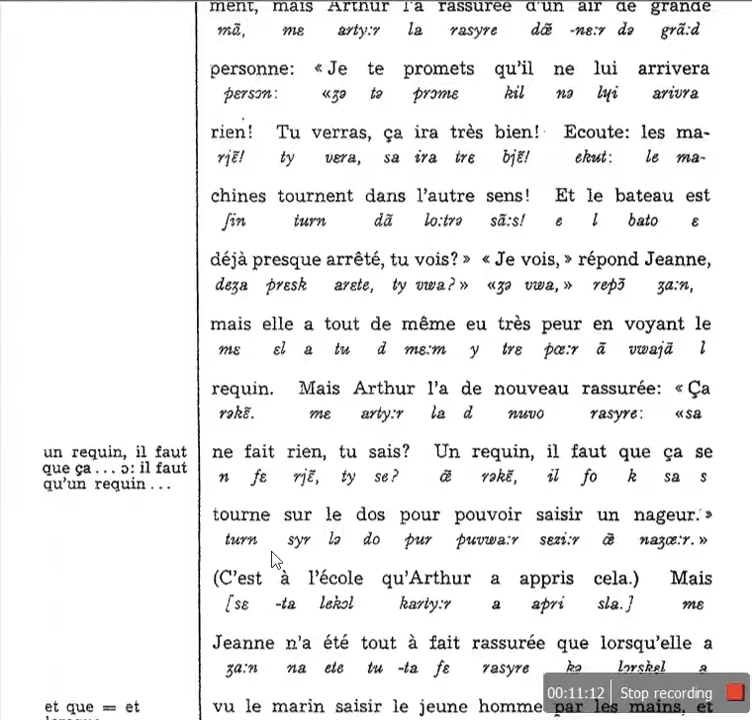 ment, mais Arthur l'a rassurée d'un air de grande
mã, mɛ arty:r la rasyre dœ̃ -nɛ:r də grã:d
personne: « Je te promets qu'il ne lui arrivera
pɛrsɔn: «ʒə tə prɔmɛ kil nə lɥi arivra
rien! Tu verras, ça ira très bien! Ecoute: les ma-
rjɛ̃! ty vɛra, sa ira trɛ bjɛ̃! ekut: le ma-
chines tournent dans l'autre sens! Et le bateau est
ʃin turn dã lo:trə sã:s! e l bato ɛ
déjà presque arrêté, tu vois? » « Je vois, » répond Jeanne,
deʒa prɛsk arɛte, ty vwa? » «ʒə vwa, » repɔ̃ ʒa:n,
mais elle a tout de même eu très peur en voyant le
mɛ ɛl a tu d mɛ:m y trɛ pœ:r ã vwajã l
requin. Mais Arthur l'a de nouveau rassurée: « Ça
rəkɛ̃. mɛ arty:r la d nuvo rasyre: «sa
un requin, il faut
que ça ... ɔ: il faut
qu'un requin ...
ne fait rien, tu sais? Un requin, il faut que ça se
n fɛ rjɛ̃, ty se? œ̃ rəkɛ̃, il fo k sa s
tourne sur le dos pour pouvoir saisir un nageur. »
turn syr lə do pur puvwa:r sɛzi:r œ̃ naʒœ:r. »
(C'est à l'école qu'Arthur a appris cela.) Mais
[sɛ -ta lekɔl karty:r a apri sla.] mɛ
Jeanne n'a été tout à fait rassurée que lorsqu'elle a
ʒa:n na ete tu -ta fɛ rasyre kə lɔrskɛl a
et que = et
lorsque
vu le marin saisir le jeune homme par les mains, et
00:11:12 Stop recording